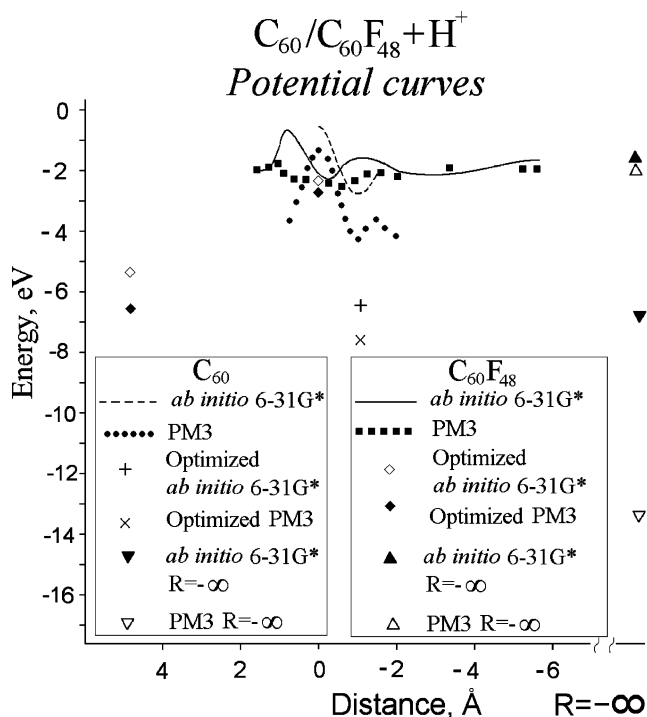 C₆₀/C₆₀F₄₈+H⁺
Potential curves
0
-2
-4
-6
-8
-10
-12
-14
-16
Energy, eV
C₆₀
ab initio 6-31G*
PM3
Optimized
ab initio 6-31G*
Optimized PM3
ab initio 6-31G*
R=-∞
PM3 R=-∞
C₆₀F₄₈
ab initio 6-31G*
PM3
Optimized
ab initio 6-31G*
Optimized PM3
ab initio 6-31G*
R=-∞
PM3 R=-∞
4 2 0 -2 -4 -6
Distance, Å R=-∞